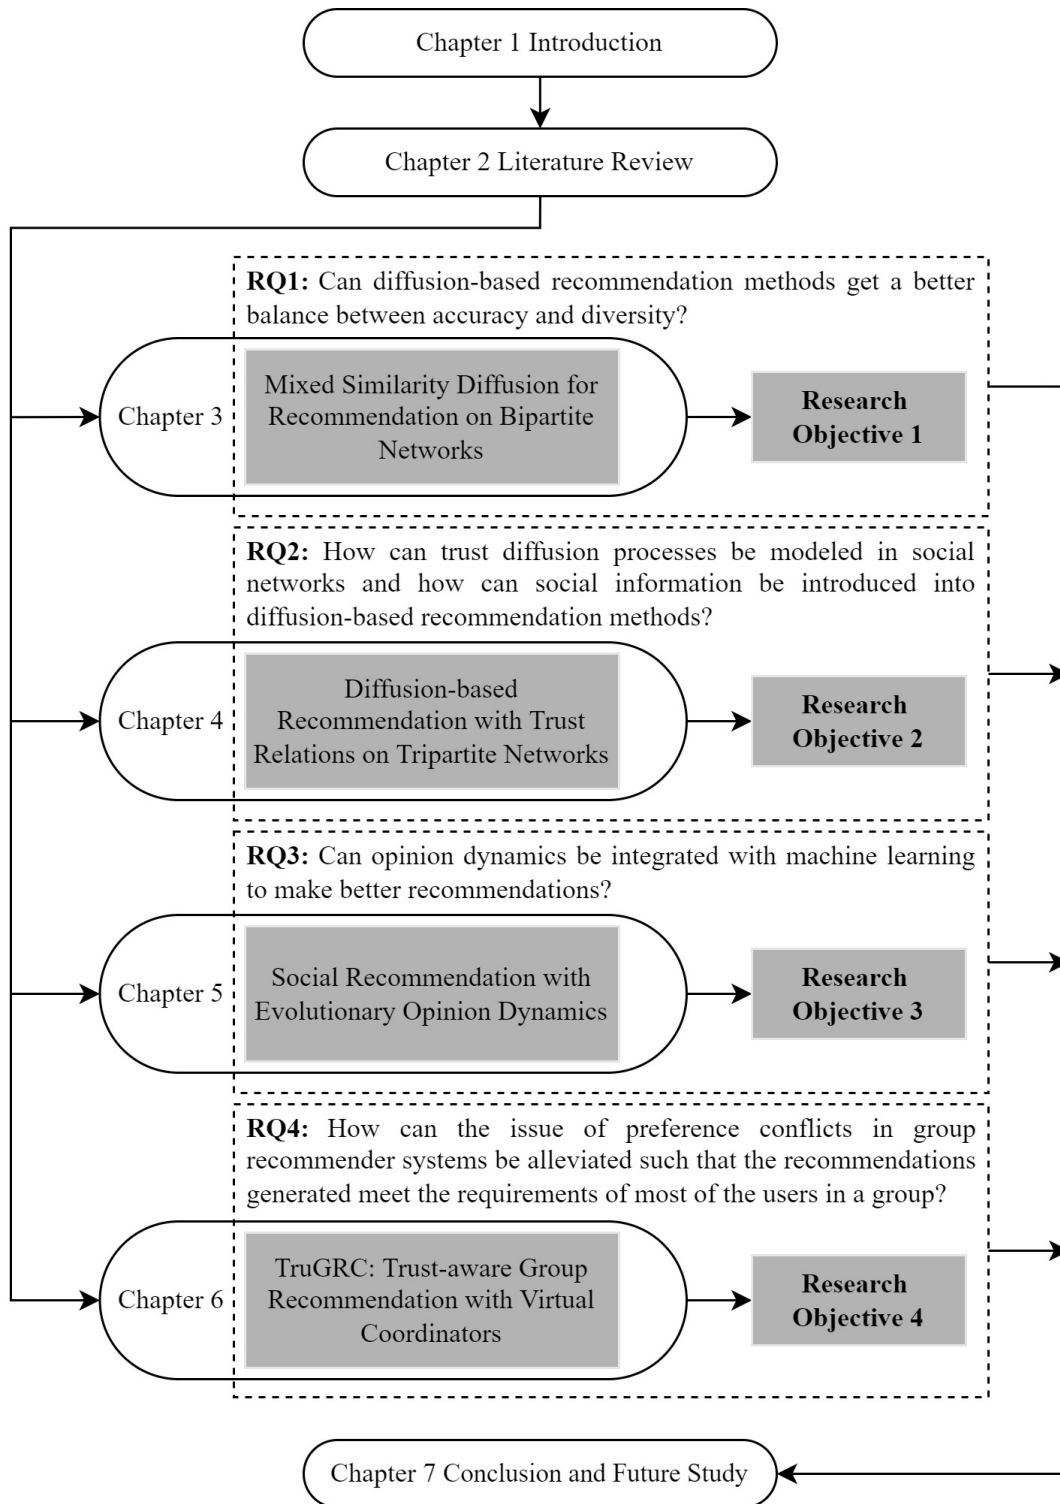 Chapter 1 Introduction
Chapter 2 Literature Review
RQ1: Can diffusion-based recommendation methods get a better
balance between accuracy and diversity?
Chapter 3
Mixed Similarity Diffusion for
Recommendation on Bipartite
Networks
Research
Objective 1
RQ2: How can trust diffusion processes be modeled in social
networks and how can social information be introduced into
diffusion-based recommendation methods?
Chapter 4
Diffusion-based
Recommendation with Trust
Relations on Tripartite Networks
Research
Objective 2
RQ3: Can opinion dynamics be integrated with machine learning
to make better recommendations?
Chapter 5
Social Recommendation with
Evolutionary Opinion Dynamics
Research
Objective 3
RQ4: How can the issue of preference conflicts in group
recommender systems be alleviated such that the recommendations
generated meet the requirements of most of the users in a group?
Chapter 6
TruGRC: Trust-aware Group
Recommendation with Virtual
Coordinators
Research
Objective 4
Chapter 7 Conclusion and Future Study